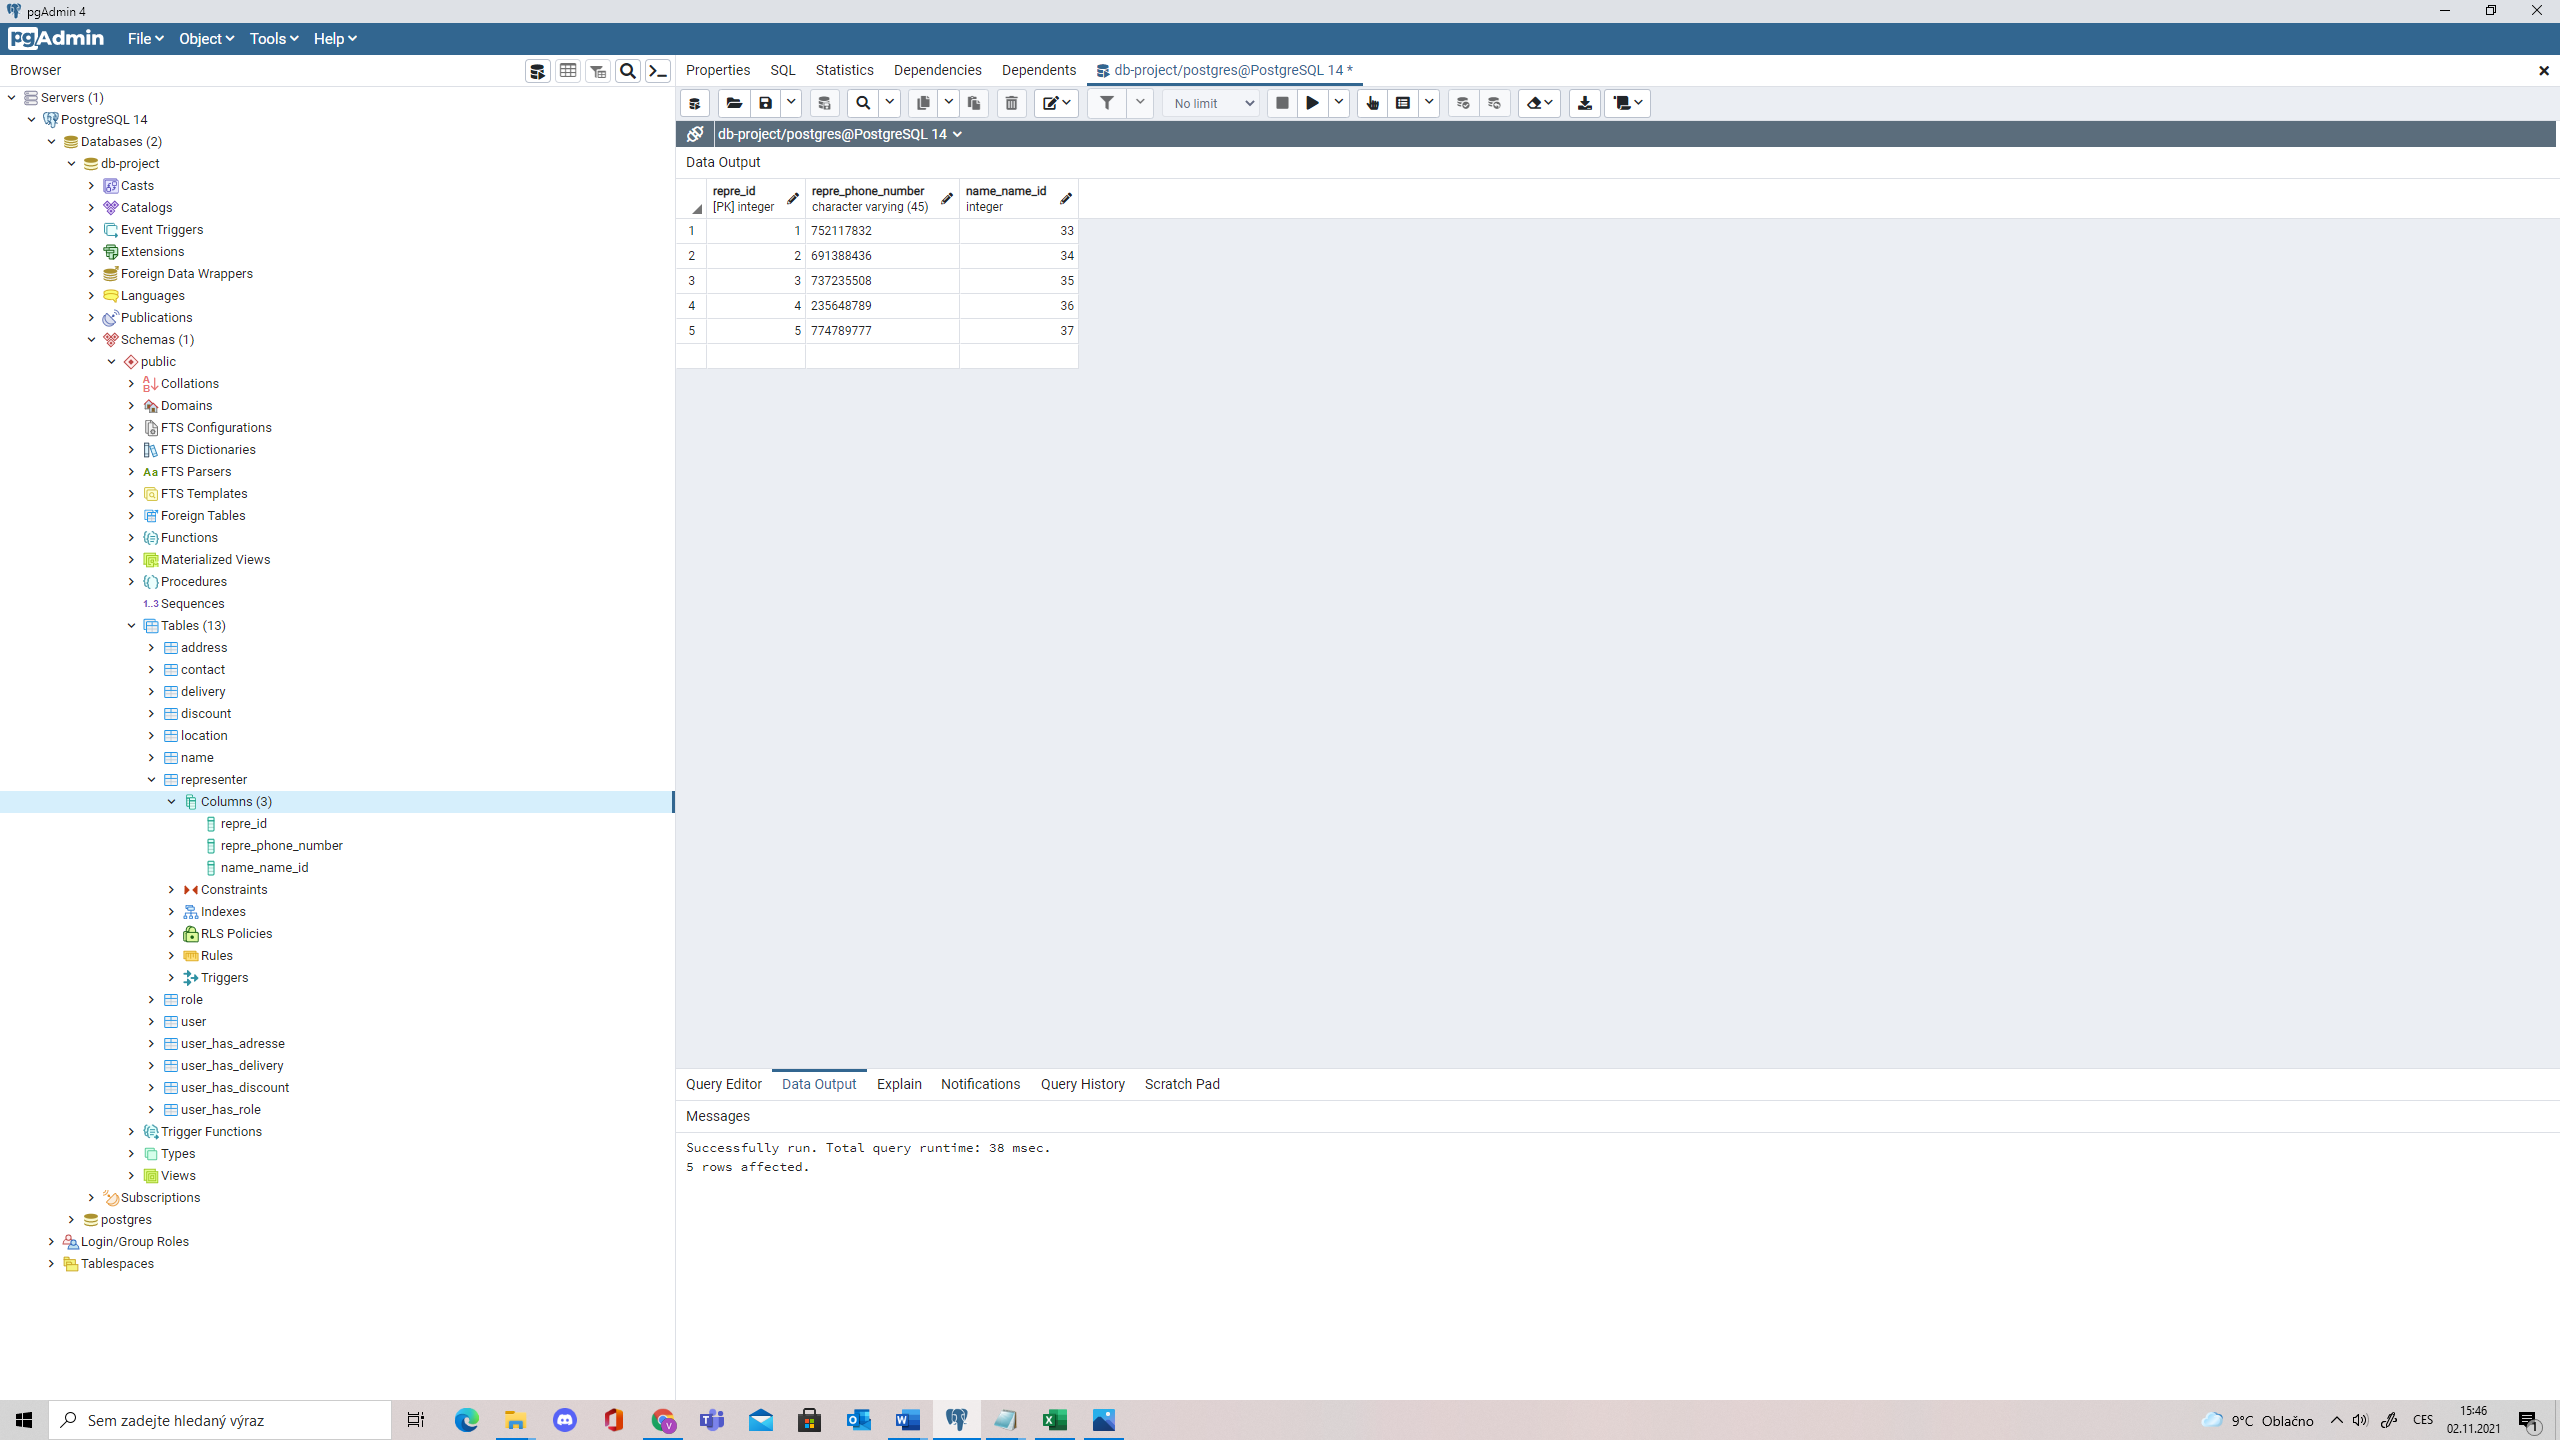 pgAdmin 4
pgAdmin File Object Tools Help
Browser
Properties SQL Statistics Dependencies Dependents db-project/postgres@PostgreSQL 14 *
No limit
db-project/postgres@PostgreSQL 14
Servers (1)
PostgreSQL 14
Databases (2)
db-project
Casts
Catalogs
Event Triggers
Extensions
Foreign Data Wrappers
Languages
Publications
Schemas (1)
public
Collations
Domains
FTS Configurations
FTS Dictionaries
Aa FTS Parsers
FTS Templates
Foreign Tables
Functions
Materialized Views
Procedures
1..3 Sequences
Tables (13)
address
contact
delivery
discount
location
name
representer
Columns (3)
repre_id
repre_phone_number
name_name_id
Constraints
Indexes
RLS Policies
Rules
Triggers
role
user
user_has_adresse
user_has_delivery
user_has_discount
user_has_role
Trigger Functions
Types
Views
Subscriptions
postgres
Login/Group Roles
Tablespaces
Data Output
repre_id repre_phone_number name_name_id
[PK] integer character varying (45) integer
1 1 752117832 33
2 2 691388436 34
3 3 737235508 35
4 4 235648789 36
5 5 774789777 37
Query Editor Data Output Explain Notifications Query History Scratch Pad
Messages
Successfully run. Total query runtime: 38 msec.
5 rows affected.
Sem zadejte hledaný výraz
9°C Oblačno CES 15:46
02.11.2021
1